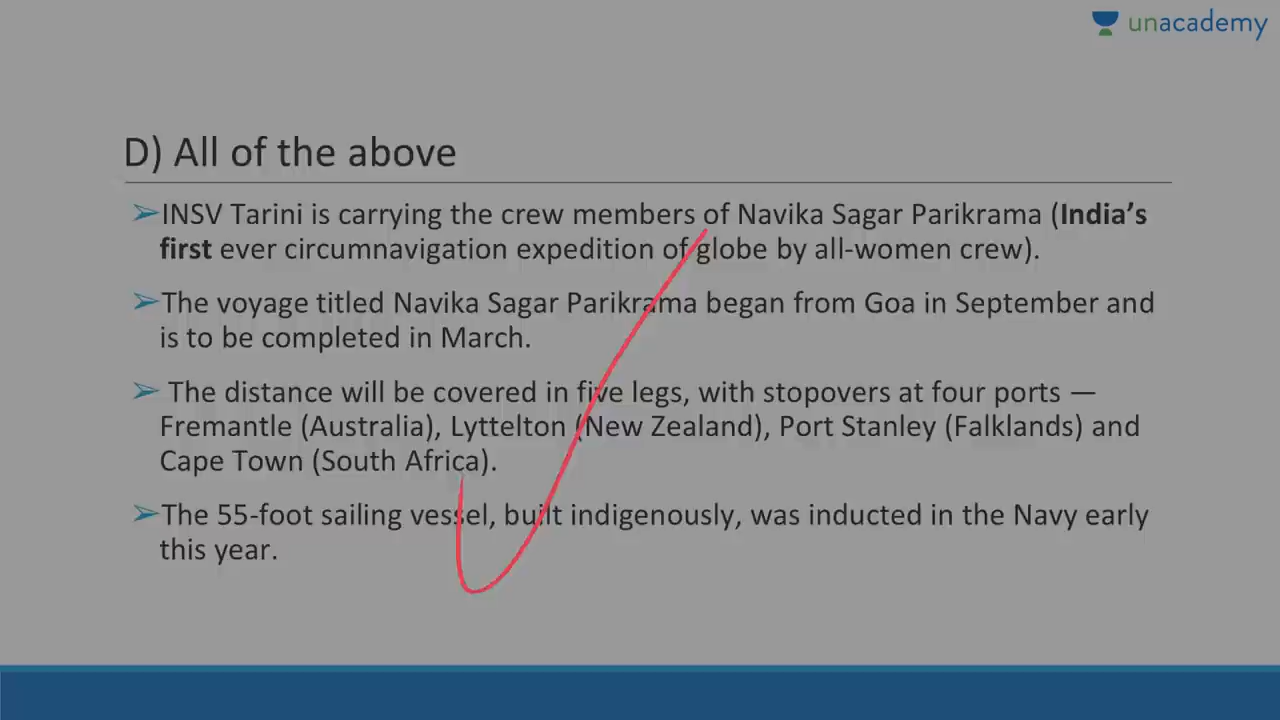 unacademy
D) All of the above
➢INSV Tarini is carrying the crew members of Navika Sagar Parikrama (India’s
first ever circumnavigation expedition of globe by all-women crew).
➢The voyage titled Navika Sagar Parikrama began from Goa in September and
is to be completed in March.
➢ The distance will be covered in five legs, with stopovers at four ports —
Fremantle (Australia), Lyttelton (New Zealand), Port Stanley (Falklands) and
Cape Town (South Africa).
➢The 55-foot sailing vessel, built indigenously, was inducted in the Navy early
this year.